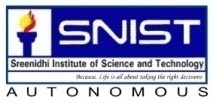 SNIST
Sreenidhi Institute of Science and Technology
Because, Life is all about taking the right decisions
AUTONOMOUS